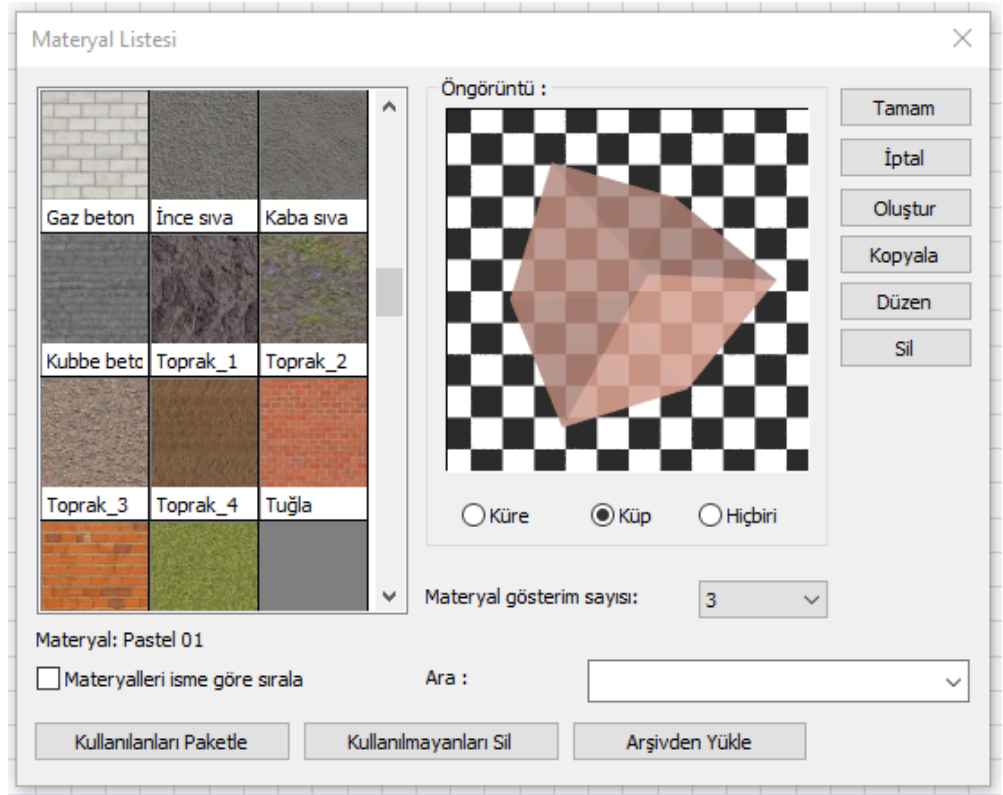 Materyal Listesi
Gaz beton
İnce sıva
Kaba sıva
Kubbe betc
Toprak_1
Toprak_2
Toprak_3
Toprak_4
Tuğla
Öngörüntü :
Küre
Küp
Hiçbiri
Materyal gösterim sayısı:
3
Tamam
İptal
Oluştur
Kopyala
Düzen
Sil
Materyal: Pastel 01
Materyalleri isme göre sırala
Ara :
Kullanılanları Paketle
Kullanılmayanları Sil
Arşivden Yükle